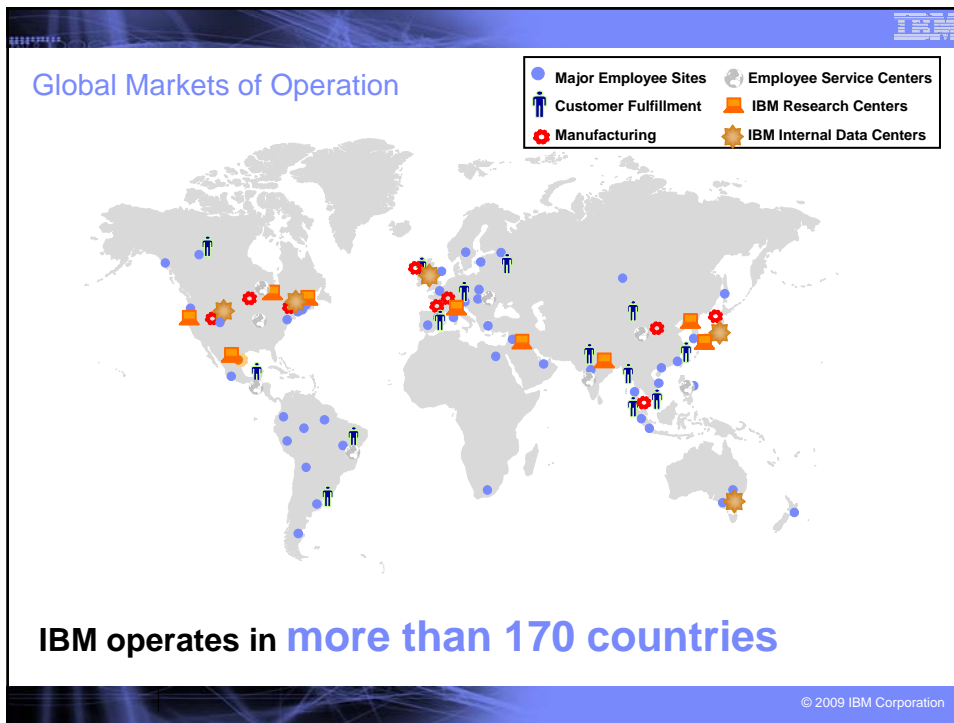 IBM
Global Markets of Operation
Major Employee Sites
Employee Service Centers
Customer Fulfillment
IBM Research Centers
Manufacturing
IBM Internal Data Centers
IBM operates in more than 170 countries
© 2009 IBM Corporation